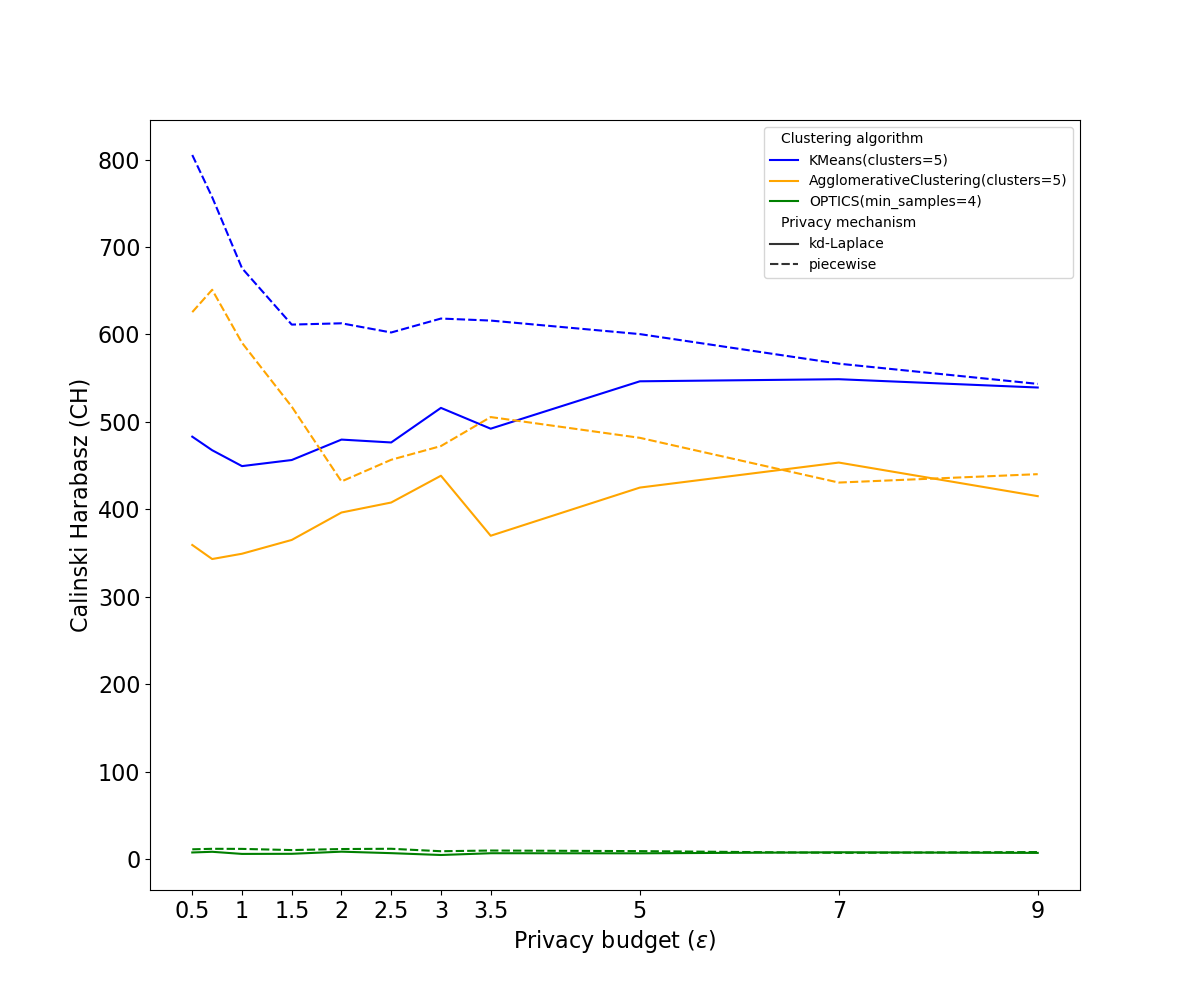 Clustering algorithm
KMeans(clusters=5)
AgglomerativeClustering(clusters=5)
OPTICS(min_samples=4)
Privacy mechanism
kd-Laplace
piecewise
Calinski Harabasz (CH)
800
700
600
500
400
300
200
100
0
0.5 1 1.5 2 2.5 3 3.5 5 7 9
Privacy budget (ε)